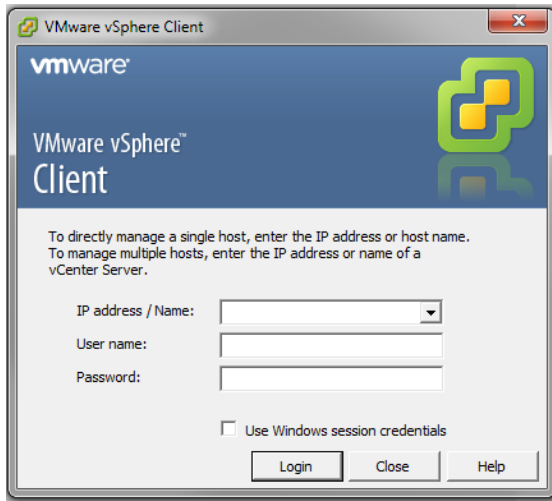 VMware vSphere Client
vmware®
VMware vSphere™
Client
To directly manage a single host, enter the IP address or host name.
To manage multiple hosts, enter the IP address or name of a
vCenter Server.
IP address / Name:
User name:
Password:
Use Windows session credentials
Login Close Help